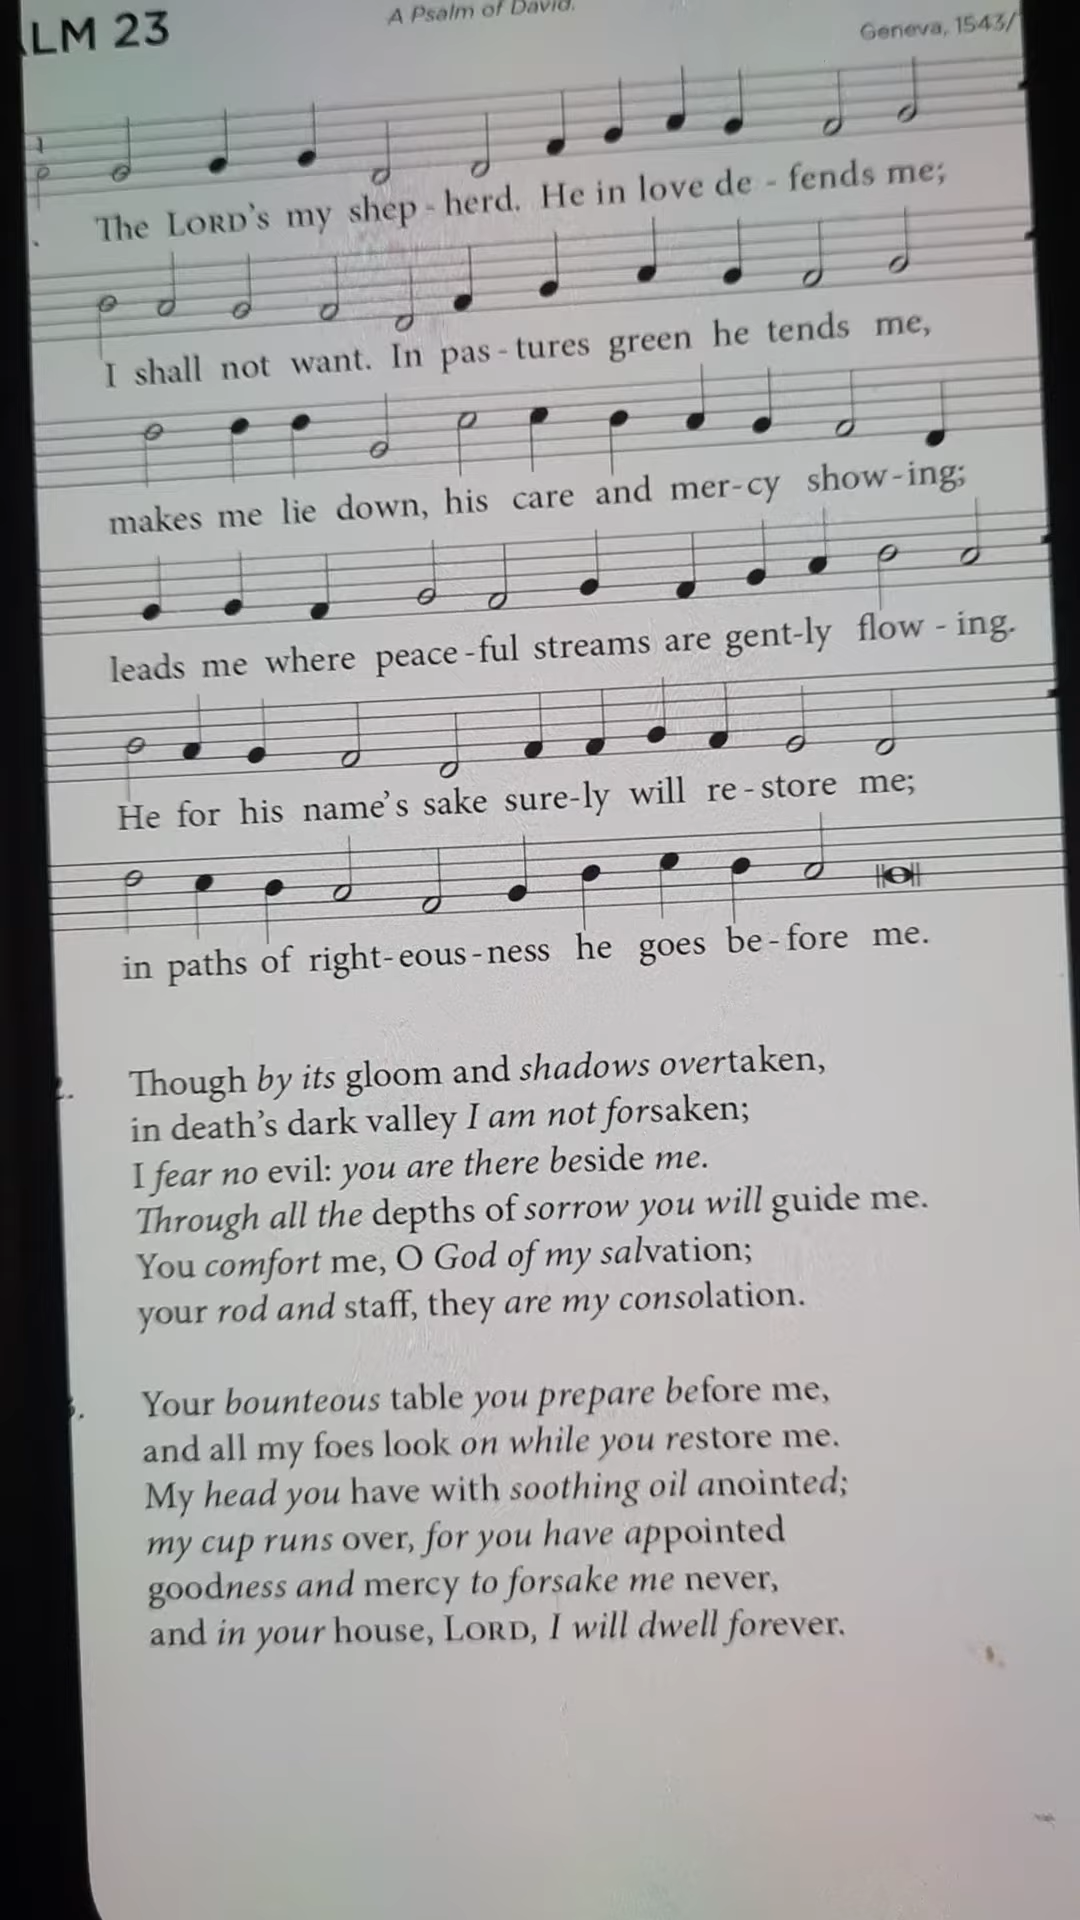 LM 23
A Psalm of David.
Geneva, 1543/
The LORD's my shep - herd. He in love de - fends me;
I shall not want. In pas - tures green he tends me,
makes me lie down, his care and mer - cy show - ing;
leads me where peace - ful streams are gent - ly flow - ing.
He for his name's sake sure - ly will re - store me;
in paths of right - eous - ness he goes be - fore me.
Though by its gloom and shadows overtaken,
in death's dark valley I am not forsaken;
I fear no evil: you are there beside me.
Through all the depths of sorrow you will guide me.
You comfort me, O God of my salvation;
your rod and staff, they are my consolation.
Your bounteous table you prepare before me,
and all my foes look on while you restore me.
My head you have with soothing oil anointed;
my cup runs over, for you have appointed
goodness and mercy to forsake me never,
and in your house, LORD, I will dwell forever.